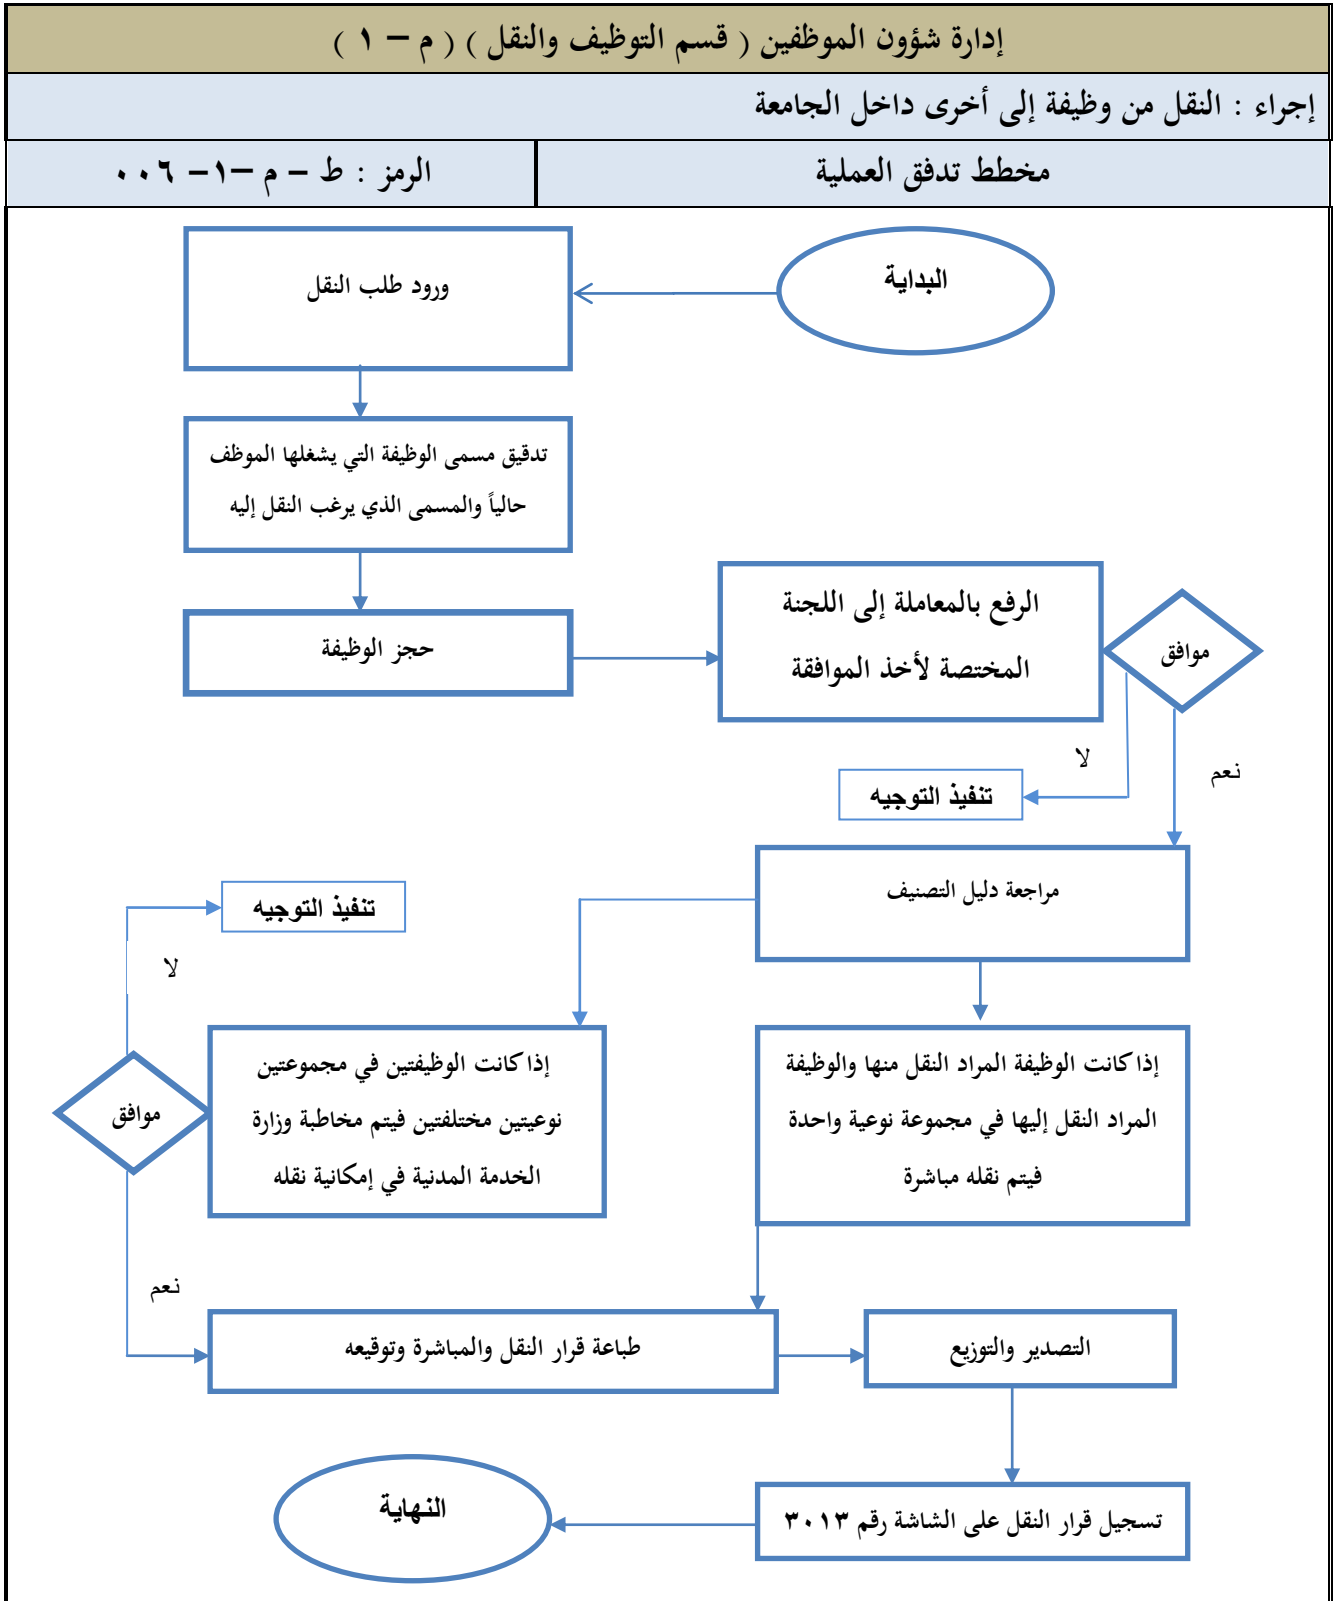 إدارة شؤون الموظفين ( قسم التوظيف والنقل ) ( م – ١ )
إجراء : النقل من وظيفة إلى أخرى داخل الجامعة
مخطط تدفق العملية
الرمز : ط – م –١– ٠٠٦
البداية
ورود طلب النقل
تدقيق مسمى الوظيفة التي يشغلها الموظف
حالياً والمسمى الذي يرغب النقل إليه
حجز الوظيفة
الرفع بالمعاملة إلى اللجنة
المختصة لأخذ الموافقة
موافق
لا
نعم
تنفيذ التوجيه
مراجعة دليل التصنيف
تنفيذ التوجيه
لا
إذا كانت الوظيفة المراد النقل منها والوظيفة
المراد النقل إليها في مجموعة نوعية واحدة
فيتم نقله مباشرة
إذا كانت الوظيفتين في مجموعتين
نوعيتين مختلفتين فيتم مخاطبة وزارة
الخدمة المدنية في إمكانية نقله
موافق
نعم
طباعة قرار النقل والمباشرة وتوقيعه
التصدير والتوزيع
تسجيل قرار النقل على الشاشة رقم ٣٠١٣
النهاية